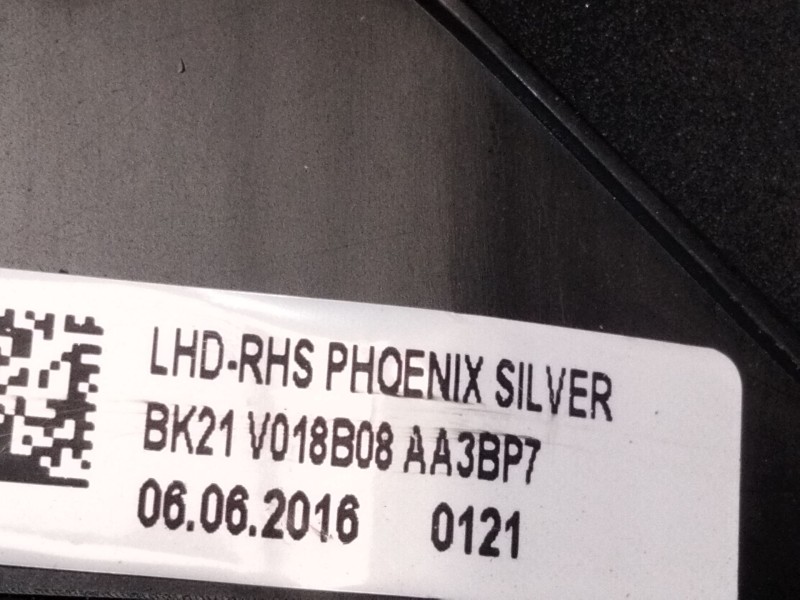 LHD-RHS PHOENIX SILVER
BK21 V018B08 AA3BP7
06.06.2016 0121